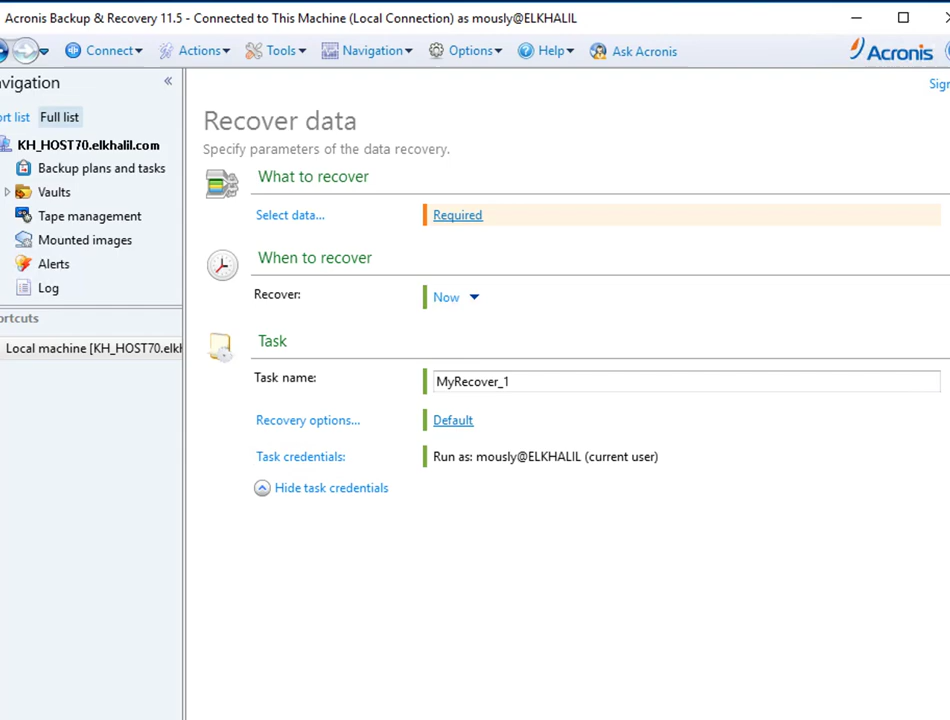 Acronis Backup & Recovery 11.5 - Connected to This Machine (Local Connection) as mously@ELKHALIL
Connect Actions Tools Navigation Options Help Ask Acronis Acronis
avigation
ort list Full list
KH_HOST70.elkhalil.com
Backup plans and tasks
Vaults
Tape management
Mounted images
Alerts
Log
ortcuts
Local machine [KH_HOST70.elkh
Sign
Recover data
Specify parameters of the data recovery.
What to recover
Select data... Required
When to recover
Recover: Now
Task
Task name: MyRecover_1
Recovery options... Default
Task credentials: Run as: mously@ELKHALIL (current user)
Hide task credentials